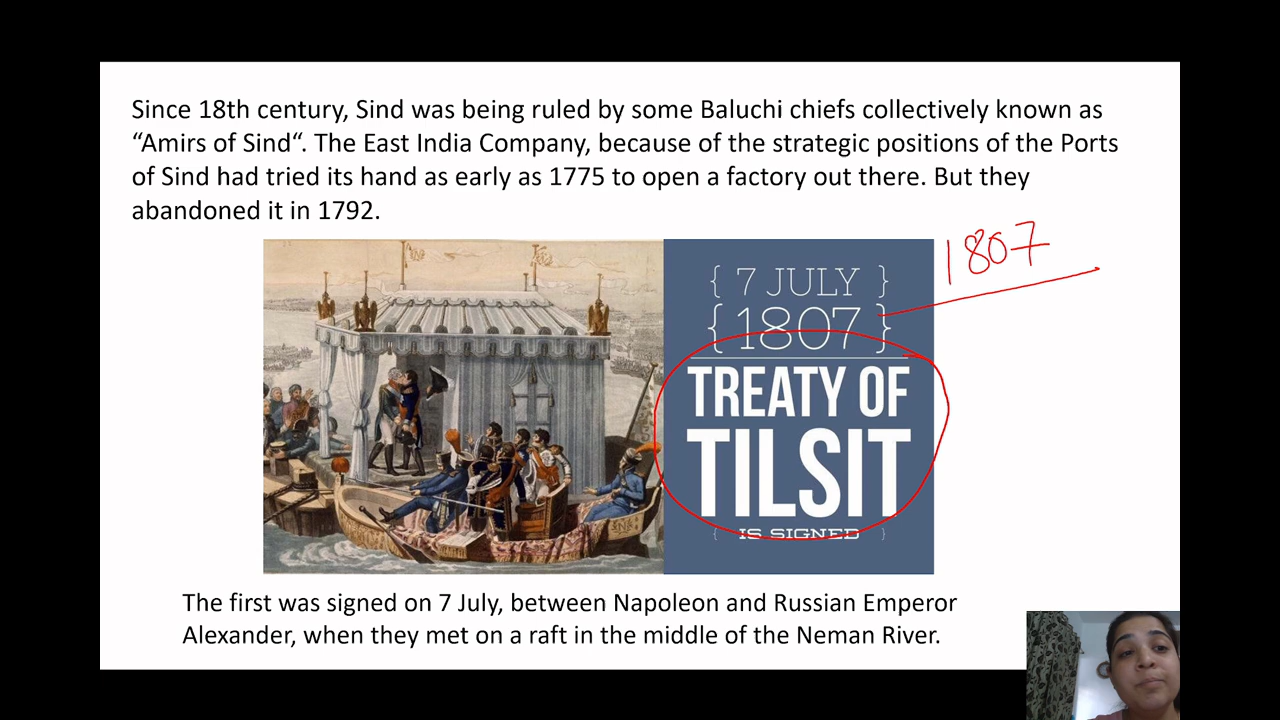 Since 18th century, Sind was being ruled by some Baluchi chiefs collectively known as
“Amirs of Sind“. The East India Company, because of the strategic positions of the Ports
of Sind had tried its hand as early as 1775 to open a factory out there. But they
abandoned it in 1792.
1807
{ 7 JULY }
{ 1807 }
TREATY OF
TILSIT
{ IS SIGNED }
The first was signed on 7 July, between Napoleon and Russian Emperor
Alexander, when they met on a raft in the middle of the Neman River.